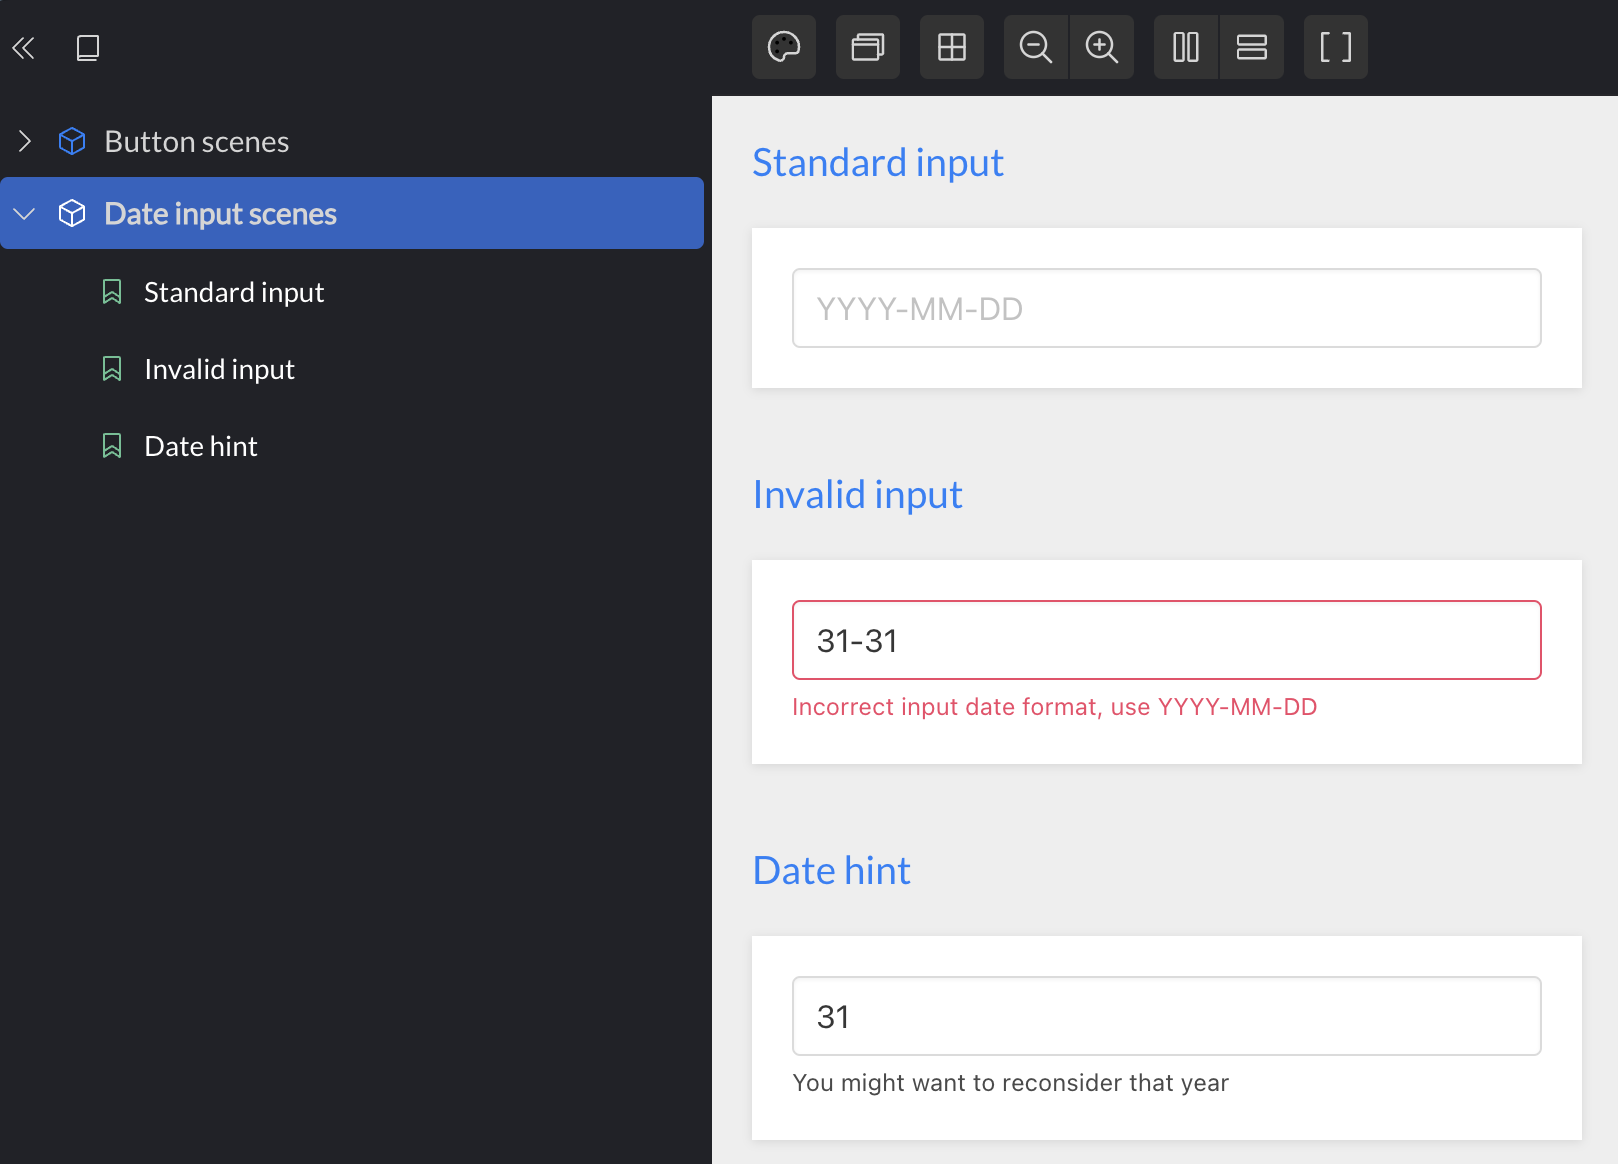 Button scenes
Date input scenes
Standard input
Invalid input
Date hint
Standard input
YYYY-MM-DD
Invalid input
31-31
Incorrect input date format, use YYYY-MM-DD
Date hint
31
You might want to reconsider that year